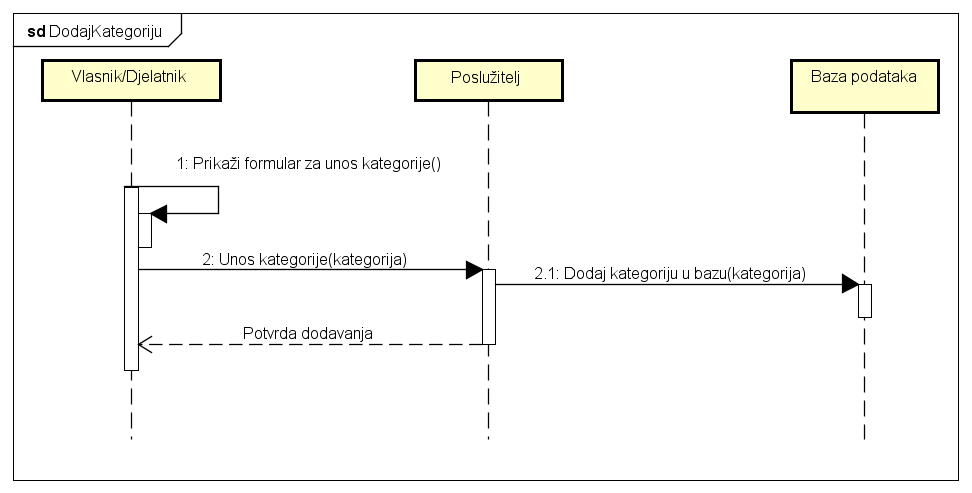 sd DodajKategoriju
Vlasnik/Djelatnik
Poslužitelj
Baza podataka
1: Prikaži formular za unos kategorije()
2: Unos kategorije(kategorija)
2.1: Dodaj kategoriju u bazu(kategorija)
Potvrda dodavanja